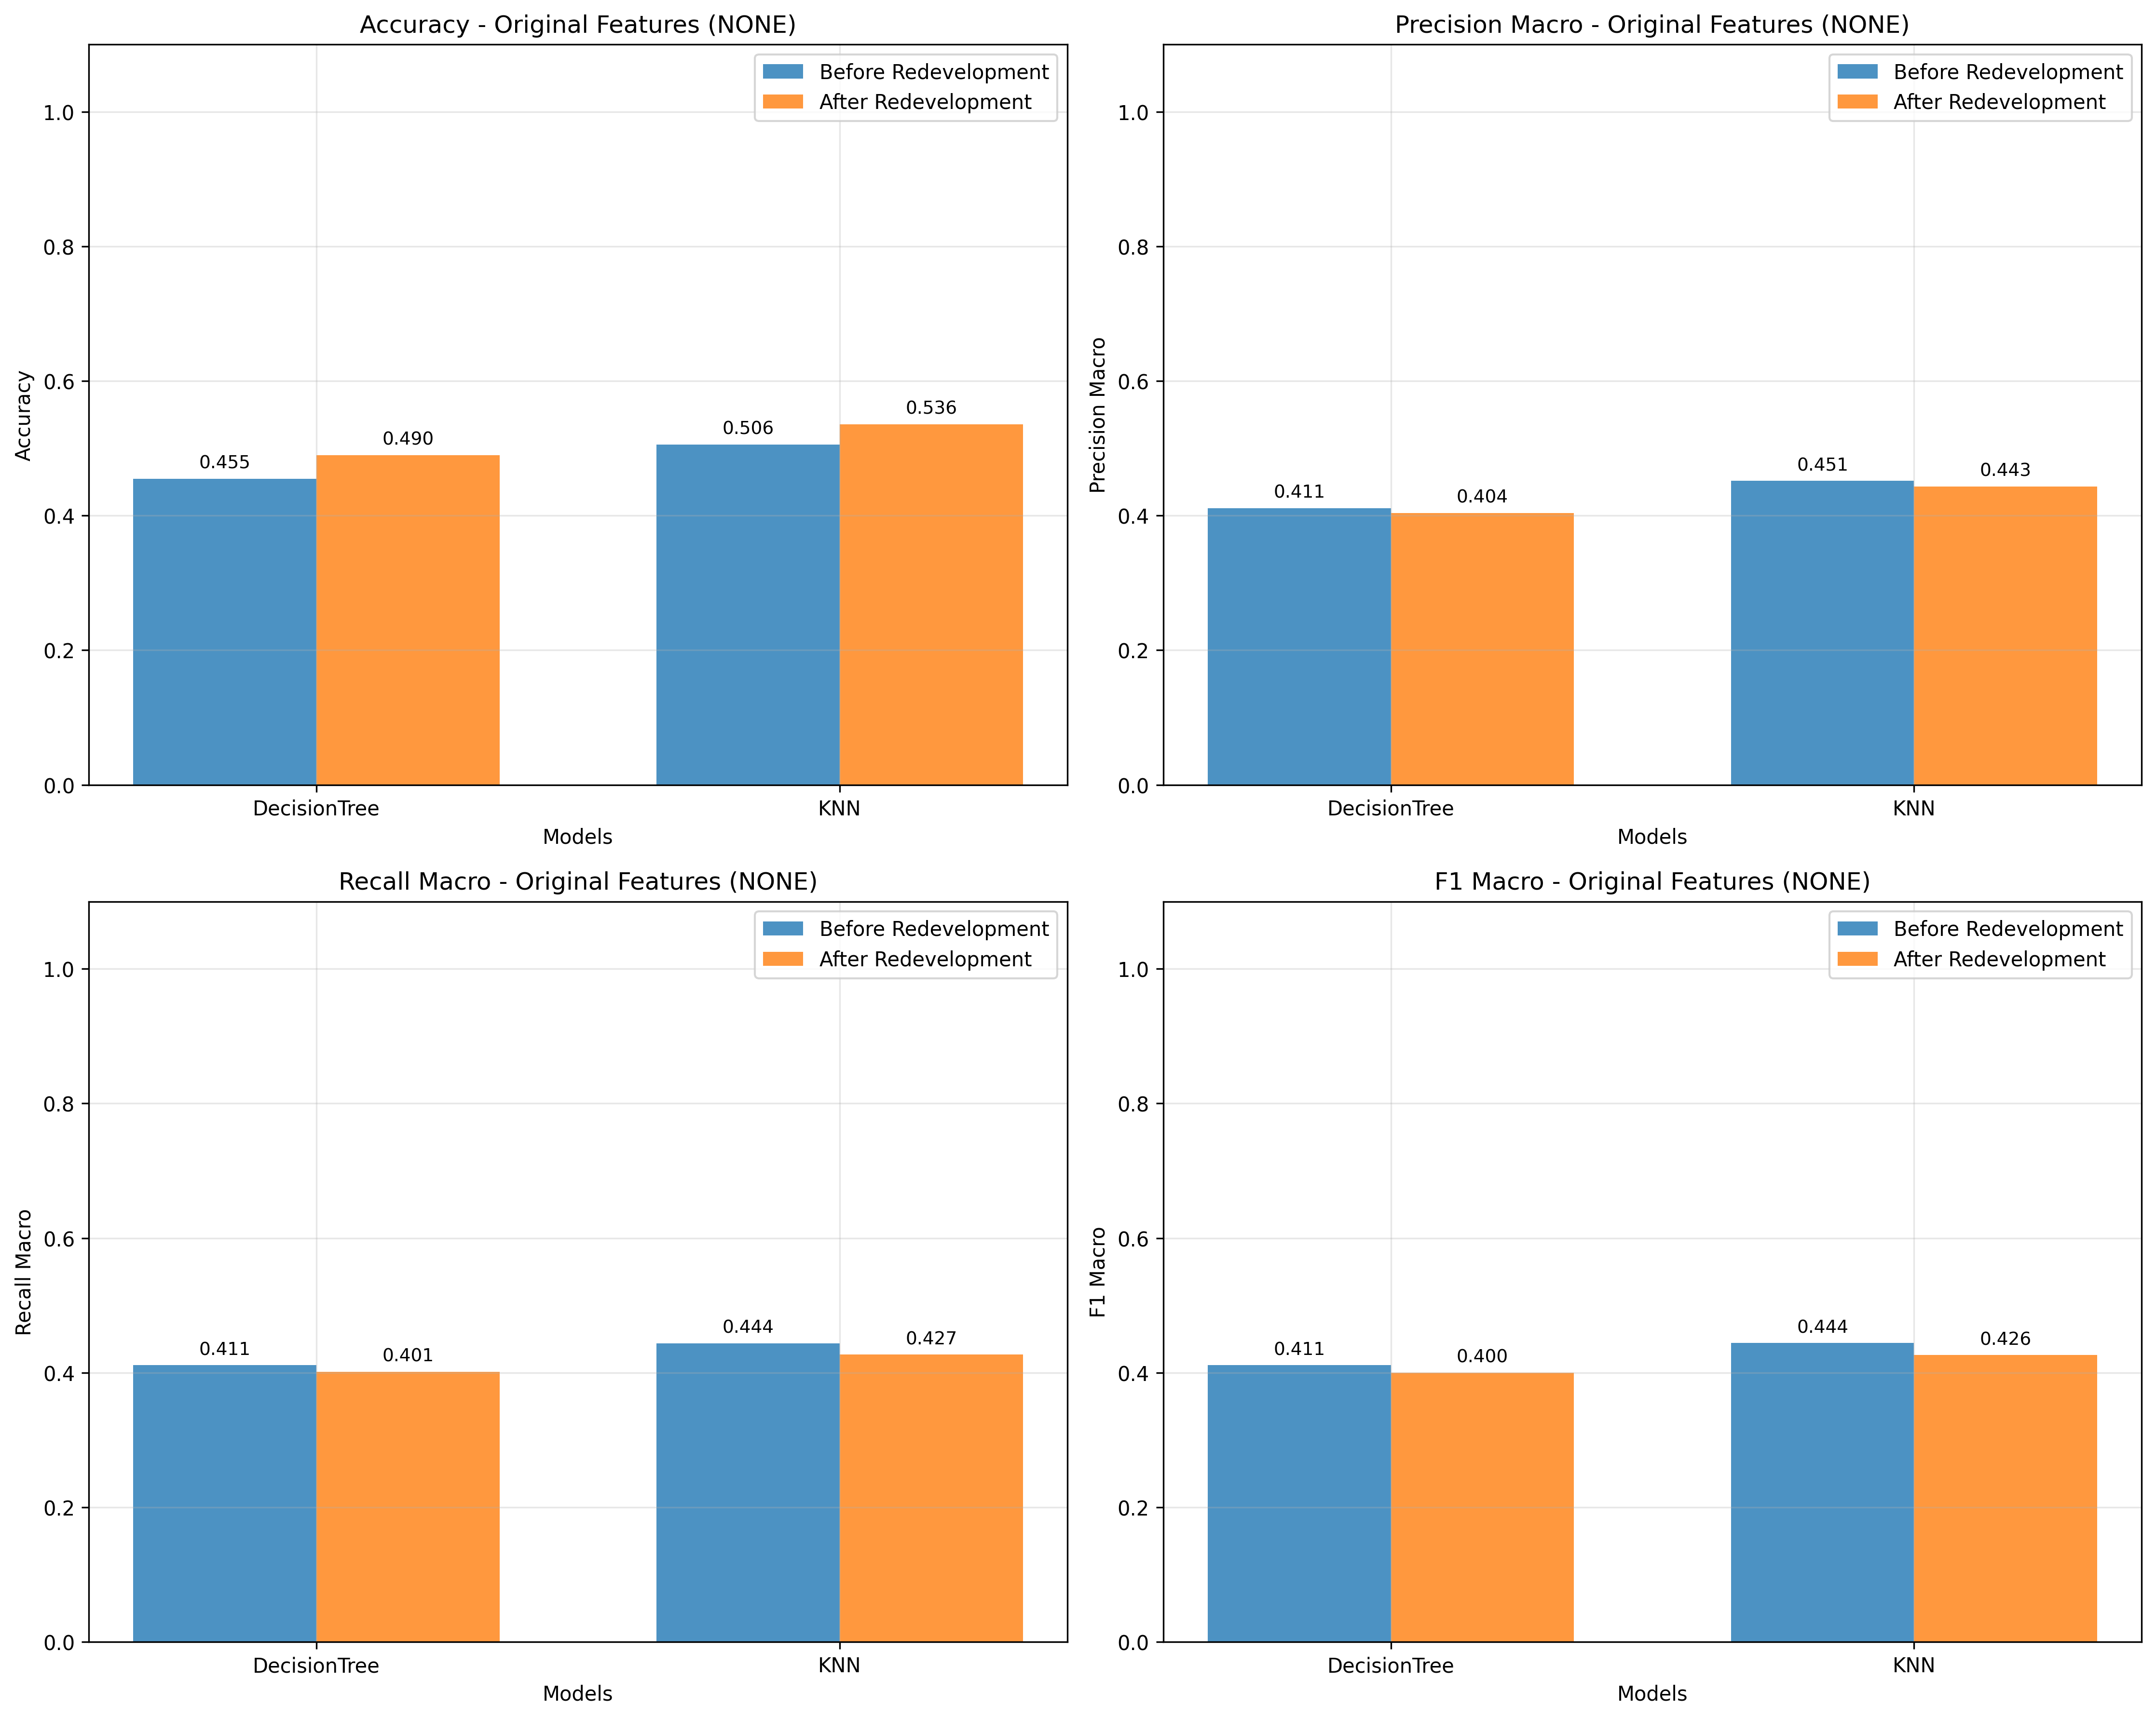 Accuracy - Original Features (NONE)
Before Redevelopment
After Redevelopment
1.0
0.8
0.6
0.4
0.2
0.0
Accuracy
0.455
0.490
0.506
0.536
DecisionTree
KNN
Models
Precision Macro - Original Features (NONE)
Before Redevelopment
After Redevelopment
1.0
0.8
0.6
0.4
0.2
0.0
Precision Macro
0.411
0.404
0.451
0.443
DecisionTree
KNN
Models
Recall Macro - Original Features (NONE)
Before Redevelopment
After Redevelopment
1.0
0.8
0.6
0.4
0.2
0.0
Recall Macro
0.411
0.401
0.444
0.427
DecisionTree
KNN
Models
F1 Macro - Original Features (NONE)
Before Redevelopment
After Redevelopment
1.0
0.8
0.6
0.4
0.2
0.0
F1 Macro
0.411
0.400
0.444
0.426
DecisionTree
KNN
Models